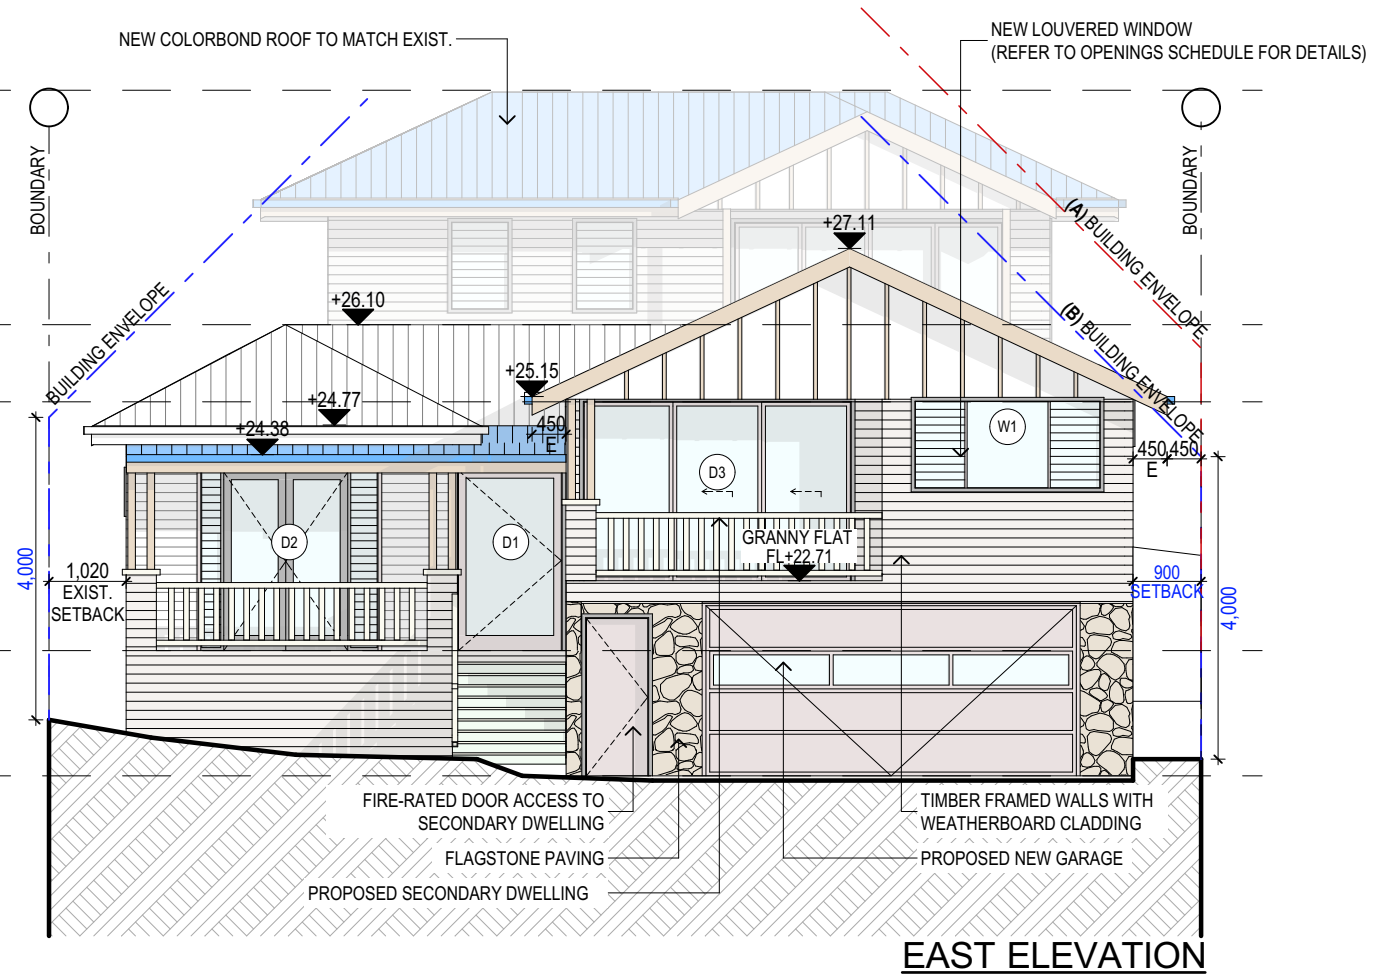 NEW COLORBOND ROOF TO MATCH EXIST.
NEW LOUVERED WINDOW
(REFER TO OPENINGS SCHEDULE FOR DETAILS)
BOUNDARY
BOUNDARY
(A) BUILDING ENVELOPE
+27.11
BUILDING ENVELOPE
+26.10
(B) BUILDING ENVELOPE
+25.15
+24.77
+24.38
450
E
W1
450
450
E
D3
D2
D1
GRANNY FLAT
FL+22.71
4,000
1,020
EXIST.
SETBACK
900
SETBACK
4,000
FIRE-RATED DOOR ACCESS TO
SECONDARY DWELLING
TIMBER FRAMED WALLS WITH
WEATHERBOARD CLADDING
FLAGSTONE PAVING
PROPOSED NEW GARAGE
PROPOSED SECONDARY DWELLING
EAST ELEVATION